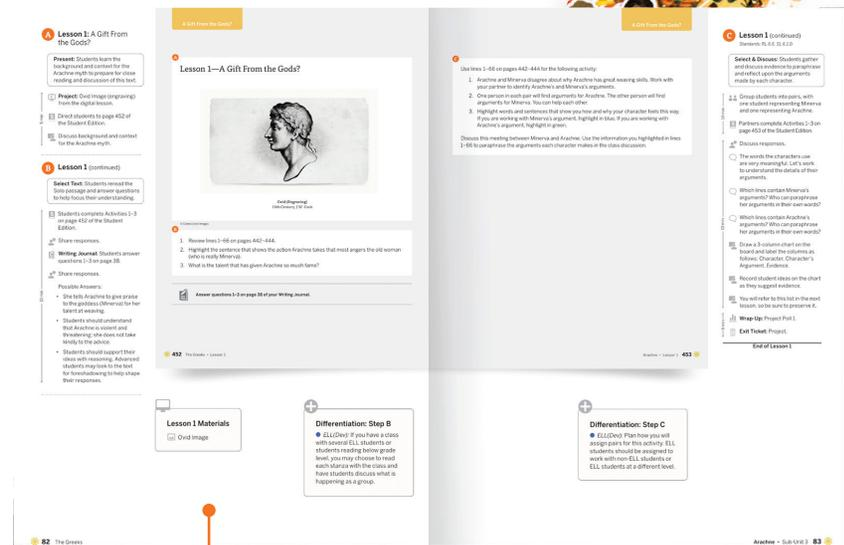 A Lesson 1: A Gift From
the Gods?
Present: Students learn the
background and context for the
Arachne myth to prepare for close
reading and discussion of this text.
Project: Ovid Image (engraving)
from the digital lesson.
Direct students to page 452 of
the Student Edition.
Discuss background and context
for the Arachne myth.
B Lesson 1 (continued)
Select Text: Students reread the
Solo passage and answer questions
to help focus their understanding.
Students complete Activities 1–3
on page 452 of the Student
Edition.
Share responses.
Writing Journal: Students answer
questions 1–3 on page 38.
Share responses.
Possible Answers:
• She tells Arachne to give praise
to the goddess (Minerva) for her
talent at weaving.
• Students should understand
that Arachne is violent and
threatening; she does not take
kindly to the advice.
• Students should support their
ideas with reasoning. Advanced
students may look to the text
for foreshadowing to help shape
their responses.
A Gift From the Gods?
A
Lesson 1—A Gift From the Gods?
Ovid (Engraving)
B
1. Review lines 1–66 on pages 442–444.
2. Highlight the sentence that shows the action Arachne takes that most angers the old woman
(who is really Minerva).
3. What is the talent that has given Arachne so much fame?
Answer questions 1–3 on page 38 of your Writing Journal.
452 The Greeks • Lesson 1
A Gift From the Gods?
C
Use lines 1–66 on pages 442–444 for the following activity:
1. Arachne and Minerva disagree about why Arachne has great weaving skills. Work with
your partner to identify Arachne's and Minerva's arguments.
2. One person in each pair will find arguments for Arachne. The other person will find
arguments for Minerva. You can help each other.
3. Highlight words and sentences that show you how and why your character feels this way.
If you are working with Minerva's argument, highlight in blue. If you are working with
Arachne's argument, highlight in green.
Discuss this meeting between Minerva and Arachne. Use the information you highlighted in lines
1–66 to paraphrase the arguments each character makes in the class discussion.
Arachne • Lesson 1 453
C Lesson 1 (continued)
Select & Discuss: Students gather
and discuss evidence to paraphrase
and reflect upon the arguments
made by each character.
Group students into pairs, with
one student representing Minerva
and one representing Arachne.
Partners complete Activities 1–3 on
page 453 of the Student Edition.
Discuss responses.
The words the characters use
are very meaningful. Let's work
to understand the details of their
arguments.
Which lines contain Minerva's
arguments? Who can paraphrase
her arguments in their own words?
Which lines contain Arachne's
arguments? Who can paraphrase
her arguments in their own words?
Draw a 3-column chart on the
board and label the columns as
follows: Character, Character's
Argument, Evidence.
Record student ideas on the chart
as they suggest evidence.
You will refer to this list in the next
lesson, so be sure to preserve it.
Wrap-Up: Project Poll 1.
Exit Ticket: Project.
End of Lesson 1
Lesson 1 Materials
Ovid Image
Differentiation: Step B
ELL(Dev): If you have a class
with several ELL students or
students reading below grade
level, you may choose to read
each stanza with the class and
have students discuss what is
happening as a group.
Differentiation: Step C
ELL(Dev): Plan how you will
assign pairs for this activity. ELL
students should be assigned to
work with non-ELL students or
ELL students at a different level.
82 The Greeks
Arachne • Sub-Unit 3 83